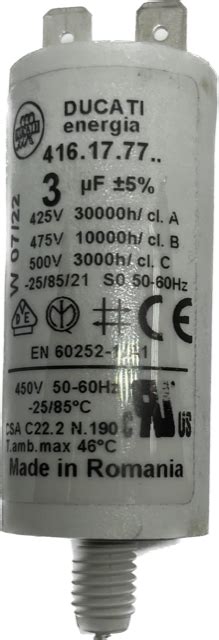 DUCATI
energia
416.17.77..
3 µF ±5%
425V 30000h/ cl. A
475V 10000h/ cl. B
500V 3000h/ cl. C
-25/85/21 S0 50-60Hz
W 07/22
CE
EN 60252-1/A1
450V 50-60Hz
-25/85°C
CSA C22.2 N.190
T.amb.max 46°C
c US
Made in Romania